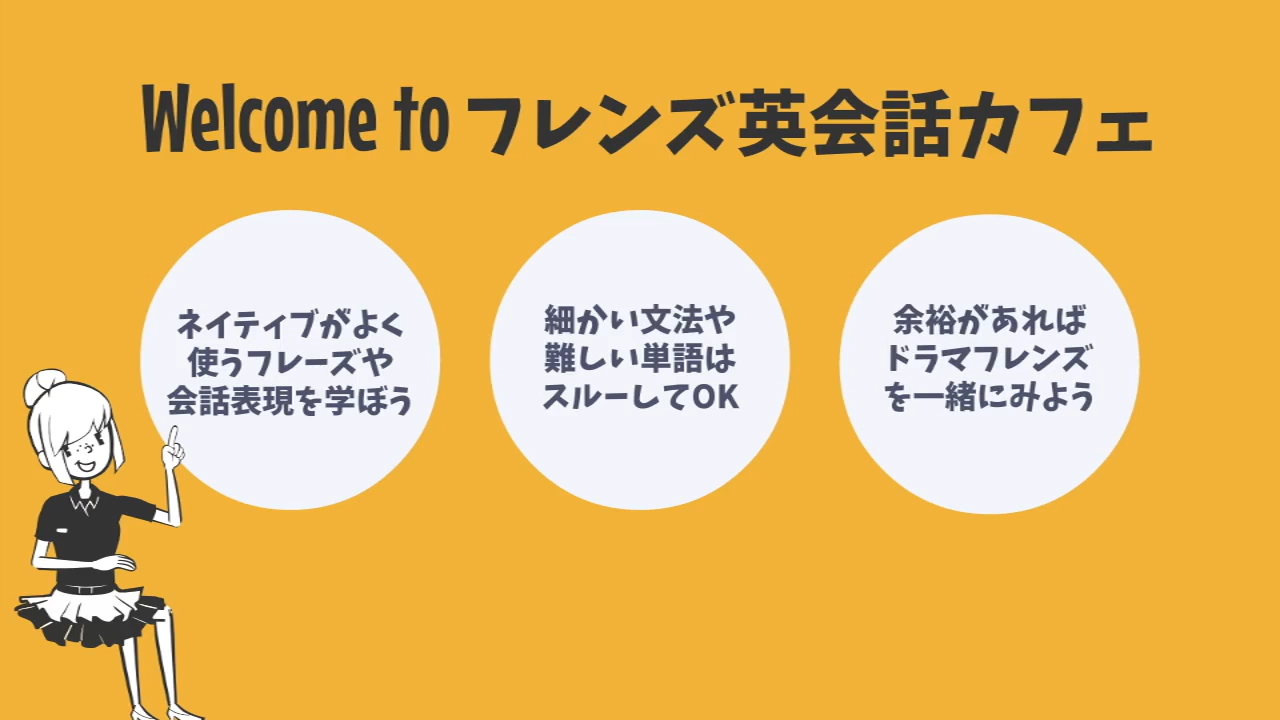 Welcome to フレンズ英会話カフェ
ネイティブがよく
使うフレーズや
会話表現を学ぼう
細かい文法や
難しい単語は
スルーしてOK
余裕があれば
ドラマフレンズ
を一緒にみよう